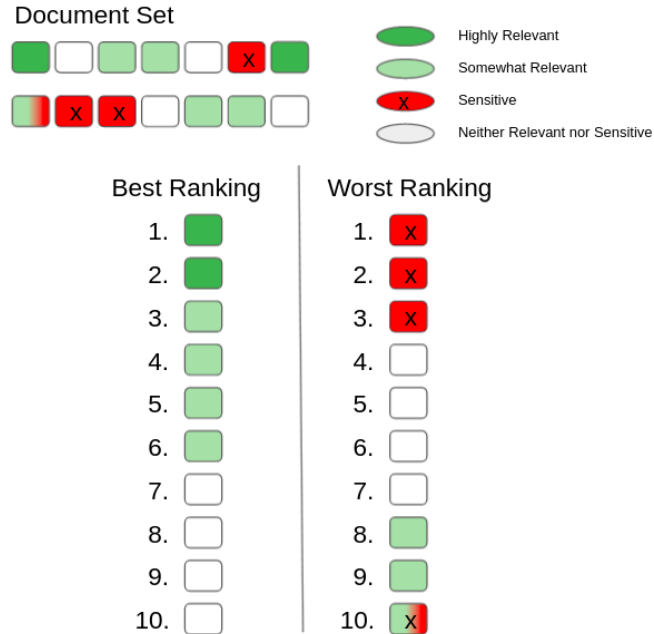 Document Set
x
x x
Highly Relevant
Somewhat Relevant
x Sensitive
Neither Relevant nor Sensitive
Best Ranking
1.
2.
3.
4.
5.
6.
7.
8.
9.
10.
Worst Ranking
1. x
2. x
3. x
4.
5.
6.
7.
8.
9.
10. x